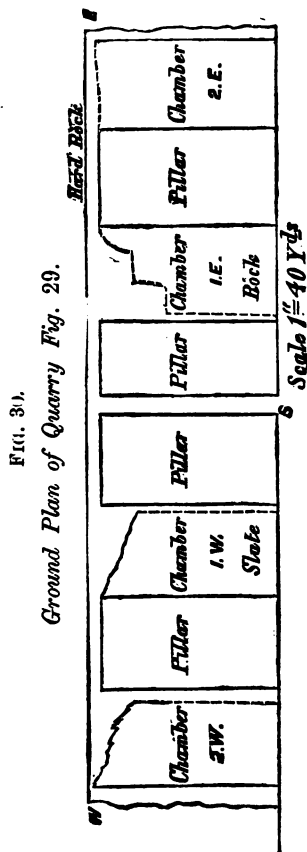 FIG. 30.
Ground Plan of Quarry Fig. 29.
Hard Rock
W
E
Chamber
2.W.
Pillar
Chamber
1.W.
Slate
Pillar
S
Pillar
Chamber
1.E.
Rock
Pillar
Chamber
2.E.
Scale 1"=40 Yds